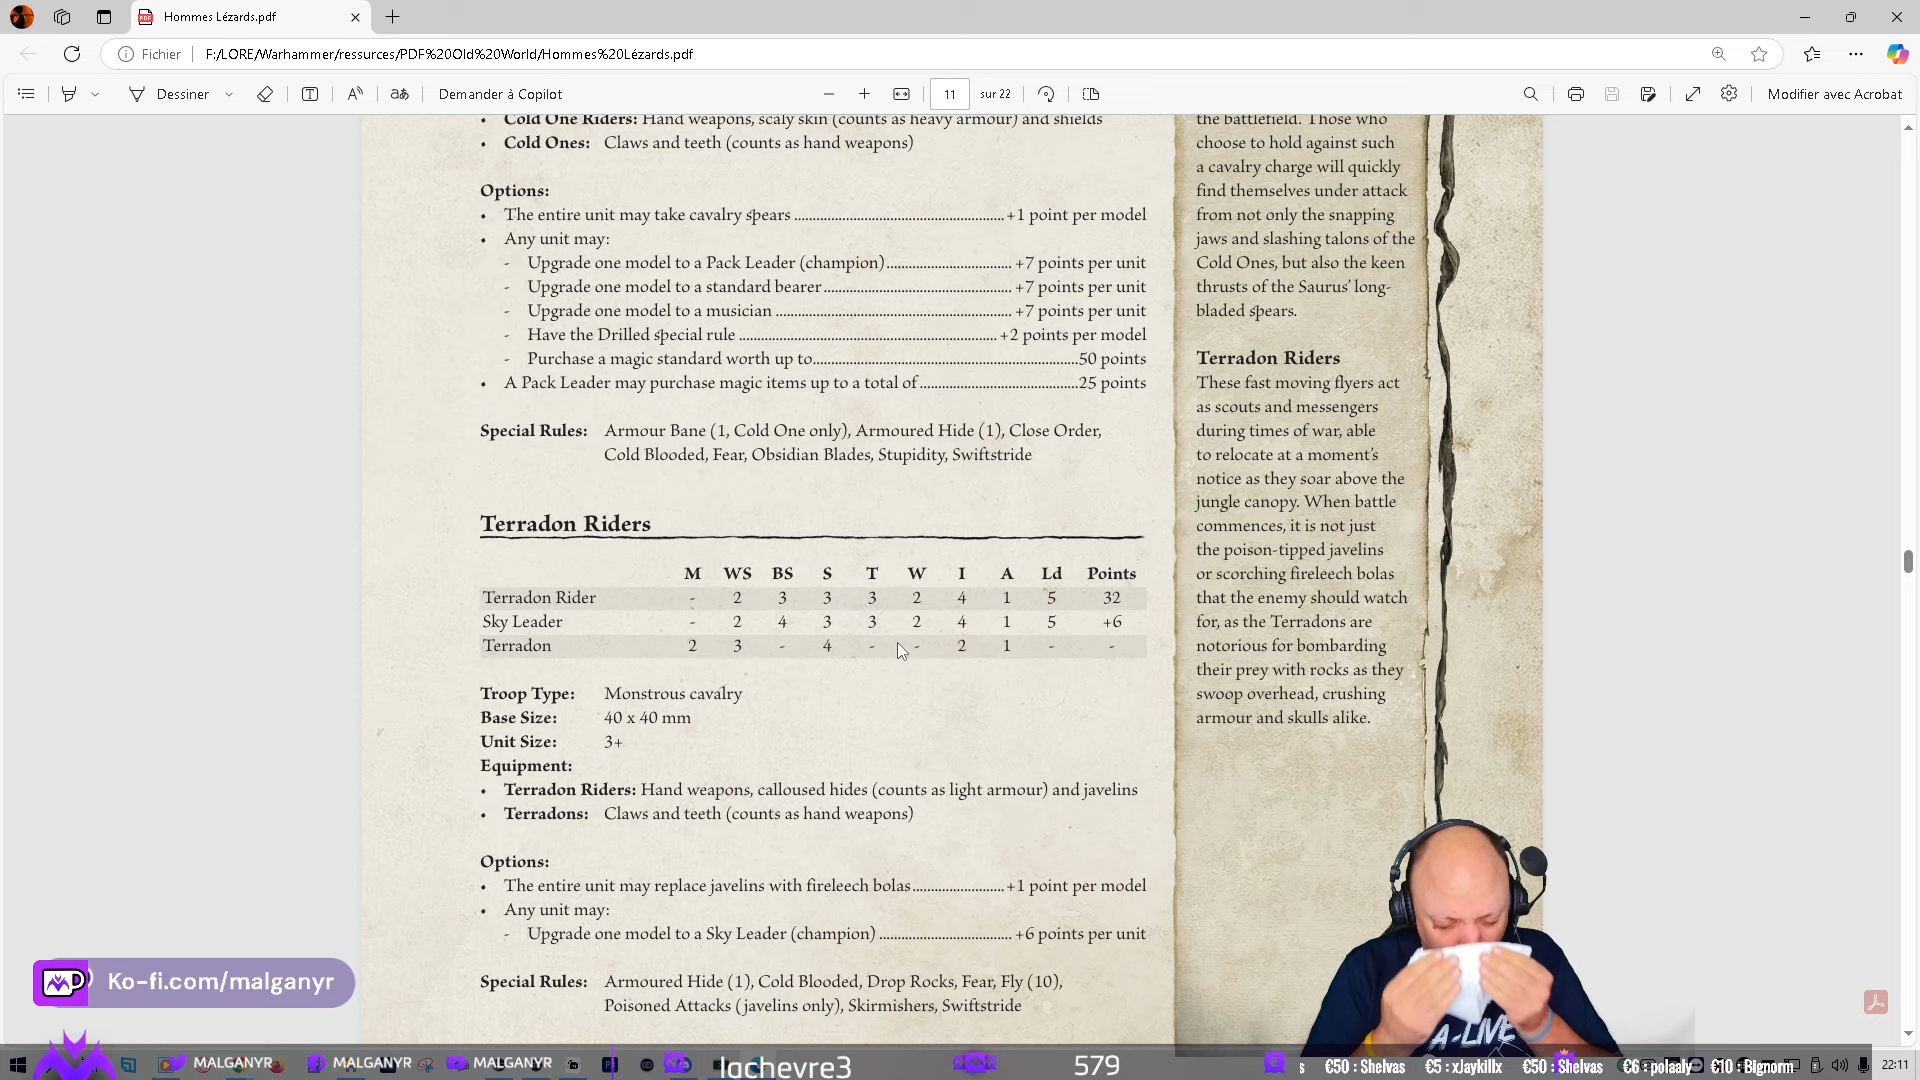 Hommes Lézards.pdf
Fichier
F:/LORE/Warhammer/ressources/PDF%20Old%20World/Hommes%20Lézards.pdf
Dessiner
aあ
Demander à Copilot
11
sur 22
Modifier avec Acrobat
• Cold One Riders: Hand weapons, scaly skin (counts as heavy armour) and shields
• Cold Ones: Claws and teeth (counts as hand weapons)
Options:
• The entire unit may take cavalry spears ........ +1 point per model
• Any unit may:
- Upgrade one model to a Pack Leader (champion) ........ +7 points per unit
- Upgrade one model to a standard bearer ........ +7 points per unit
- Upgrade one model to a musician ........ +7 points per unit
- Have the Drilled special rule ........ +2 points per model
- Purchase a magic standard worth up to ........ 50 points
• A Pack Leader may purchase magic items up to a total of ........ 25 points
Special Rules: Armour Bane (1, Cold One only), Armoured Hide (1), Close Order,
Cold Blooded, Fear, Obsidian Blades, Stupidity, Swiftstride
Terradon Riders
M WS BS S T W I A Ld Points
Terradon Rider - 2 3 3 3 2 4 1 5 32
Sky Leader - 2 4 3 3 2 4 1 5 +6
Terradon 2 3 - 4 - - 2 1 - -
Troop Type: Monstrous cavalry
Base Size: 40 x 40 mm
Unit Size: 3+
Equipment:
• Terradon Riders: Hand weapons, calloused hides (counts as light armour) and javelins
• Terradons: Claws and teeth (counts as hand weapons)
Options:
• The entire unit may replace javelins with fireleech bolas ........ +1 point per model
• Any unit may:
- Upgrade one model to a Sky Leader (champion) ........ +6 points per unit
Special Rules: Armoured Hide (1), Cold Blooded, Drop Rocks, Fear, Fly (10),
Poisoned Attacks (javelins only), Skirmishers, Swiftstride
the battlefield. Those who
choose to hold against such
a cavalry charge will quickly
find themselves under attack
from not only the snapping
jaws and slashing talons of the
Cold Ones, but also the keen
thrusts of the Saurus' long-
bladed spears.
Terradon Riders
These fast moving flyers act
as scouts and messengers
during times of war, able
to relocate at a moment's
notice as they soar above the
jungle canopy. When battle
commences, it is not just
the poison-tipped javelins
or scorching fireleech bolas
that the enemy should watch
for, as the Terradons are
notorious for bombarding
their prey with rocks as they
swoop overhead, crushing
armour and skulls alike.
A-LIVE
Ko-fi.com/malganyr
MALGANYR
MALGANYR
MALGANYR
lachevre3
579
s €50 : Shelvas €5 : xJaykillx €50 : Shelvas €6 : polaaly €10 : Bignorm
22:11